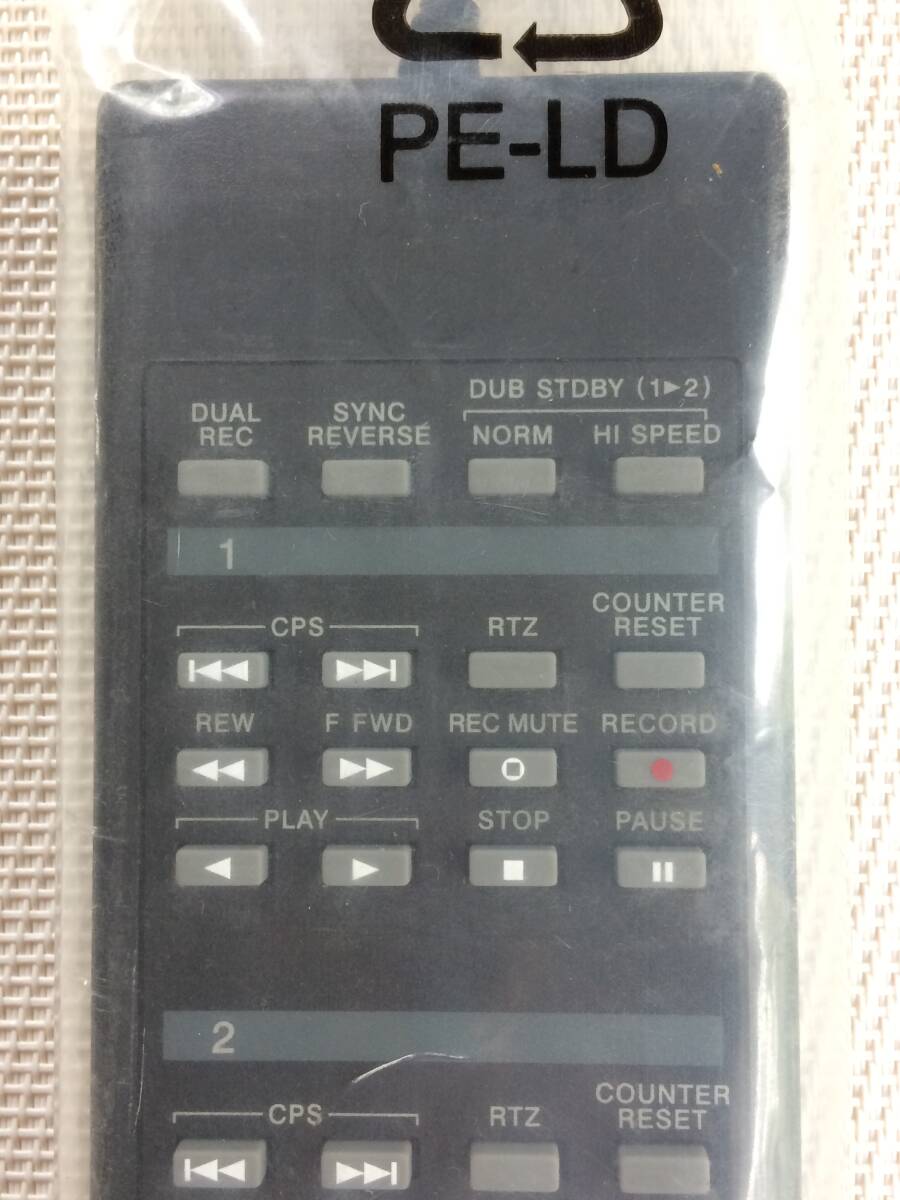 PE-LD
DUB STDBY (1▶2)
DUAL REC
SYNC REVERSE
NORM
HI SPEED
1
CPS
RTZ
COUNTER RESET
REW
F FWD
REC MUTE
RECORD
PLAY
STOP
PAUSE
2
CPS
RTZ
COUNTER RESET